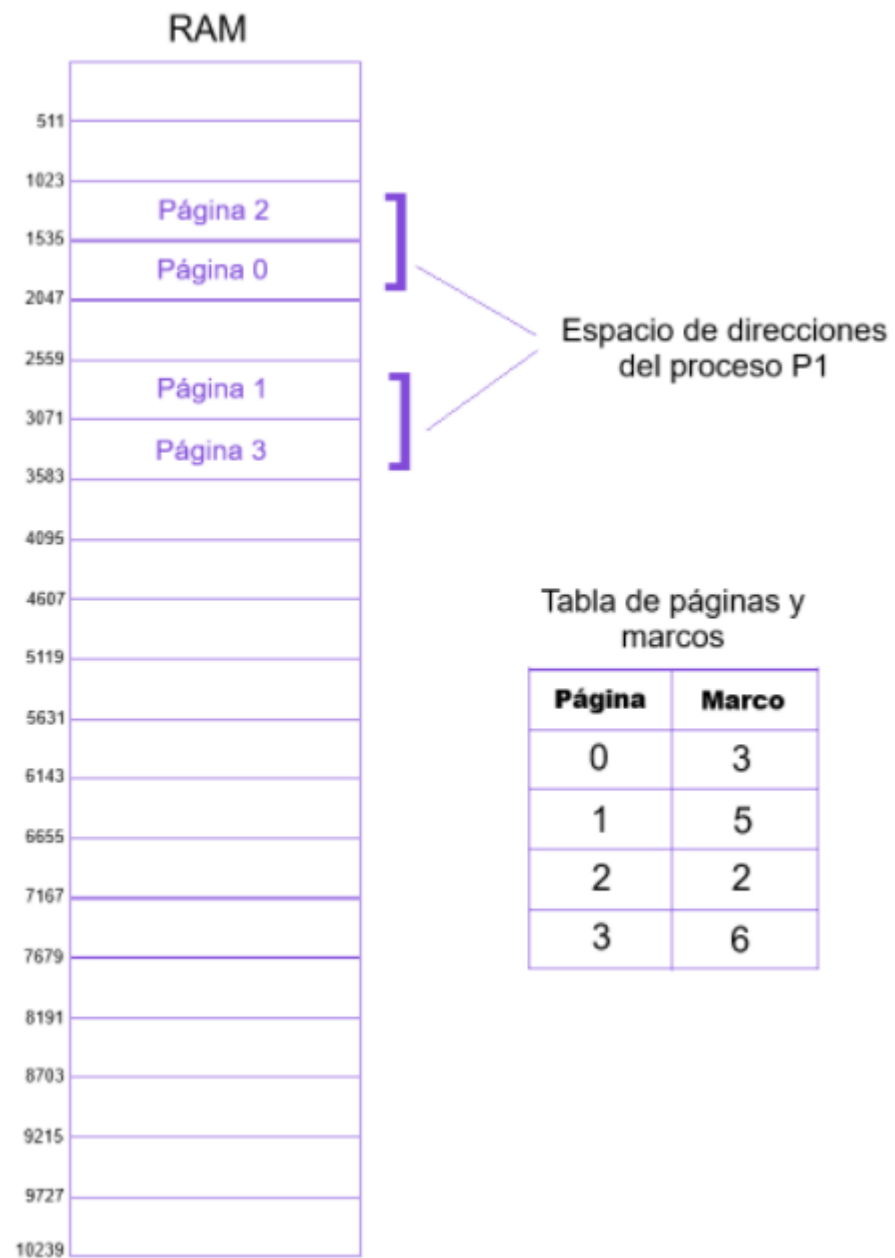 RAM
511
1023
Página 2
1535
Página 0
2047
2559
Página 1
3071
Página 3
3583
4095
4607
5119
5631
6143
6655
7167
7679
8191
8703
9215
9727
10239
Espacio de direcciones
del proceso P1
Tabla de páginas y
marcos
Página Marco
0 3
1 5
2 2
3 6